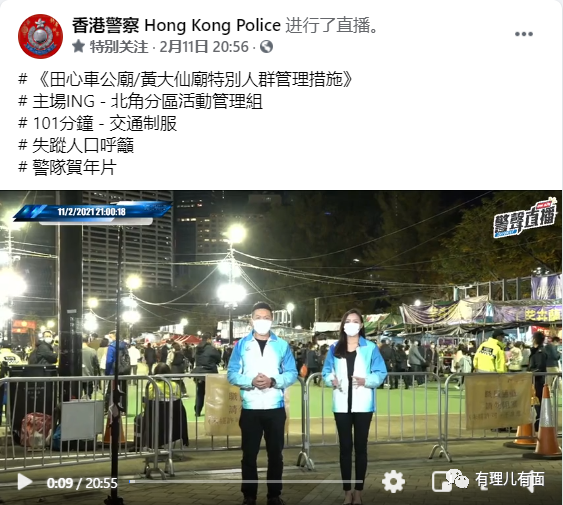 香港警察 Hong Kong Police 进行了直播。
特别关注 · 2月11日 20:56 ·
# 《田心車公廟/黃大仙廟特別人群管理措施》
# 主場ING - 北角分區活動管理組
# 101分鐘 - 交通制服
# 失蹤人口呼籲
# 警隊賀年片
11/2/2021 21:00:18
警聲直播
0:09 / 20:55
有理儿有面